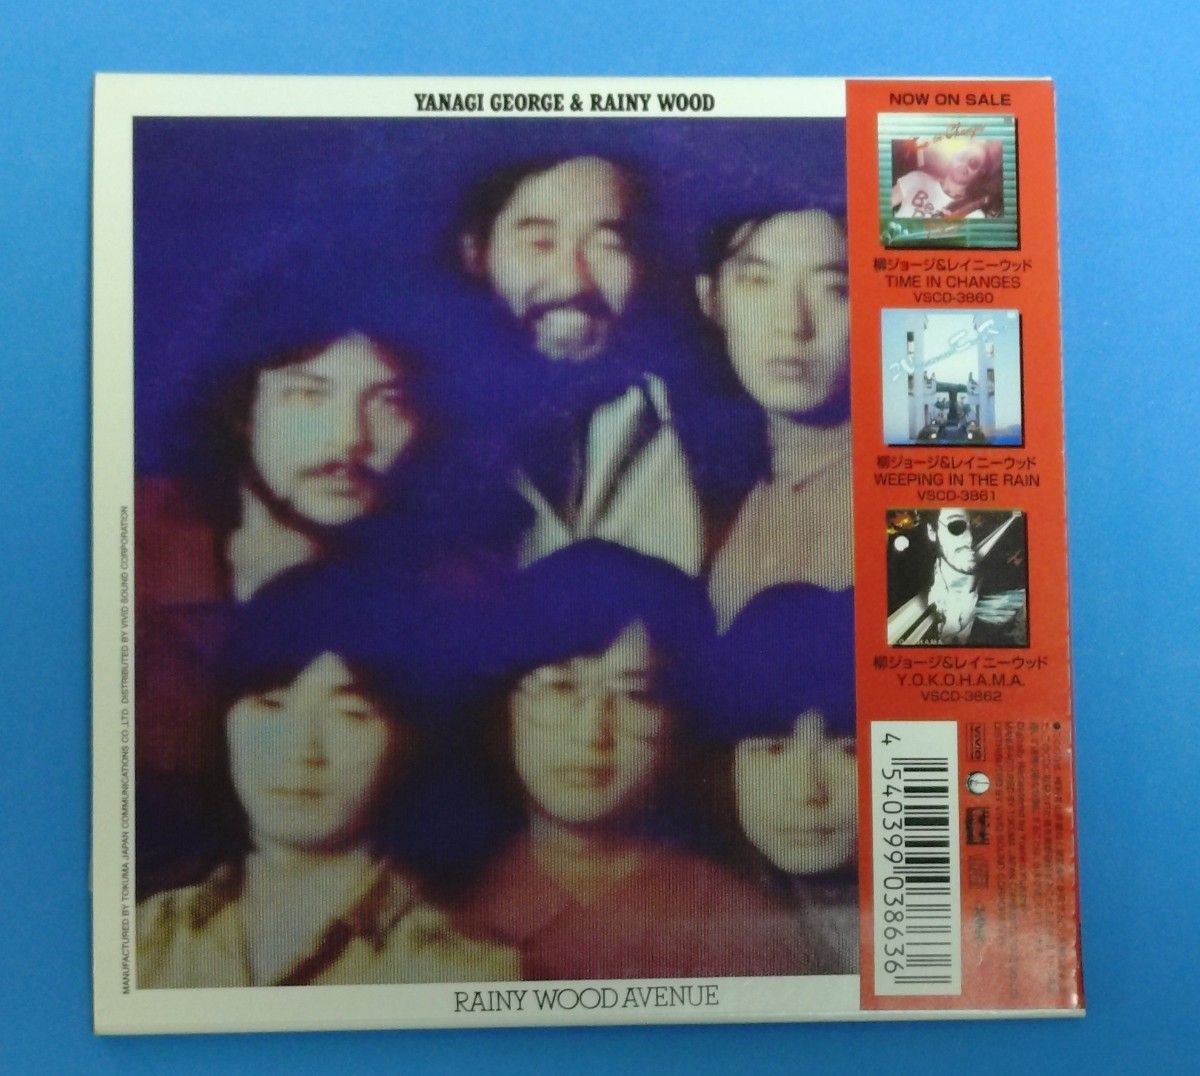 YANAGI GEORGE & RAINY WOOD
RAINY WOOD AVENUE
MANUFACTURED BY TOKUMA JAPAN COMMUNICATIONS CO.,LTD. DISTRIBUTED BY VIVID SOUND CORPORATION
NOW ON SALE
柳ジョージ&レイニーウッド
TIME IN CHANGES
VSCD-3860
柳ジョージ&レイニーウッド
WEEPING IN THE RAIN
VSCD-3861
柳ジョージ&レイニーウッド
Y.O.K.O.H.A.M.A.
VSCD-3862
4 540399 038636
VIVID